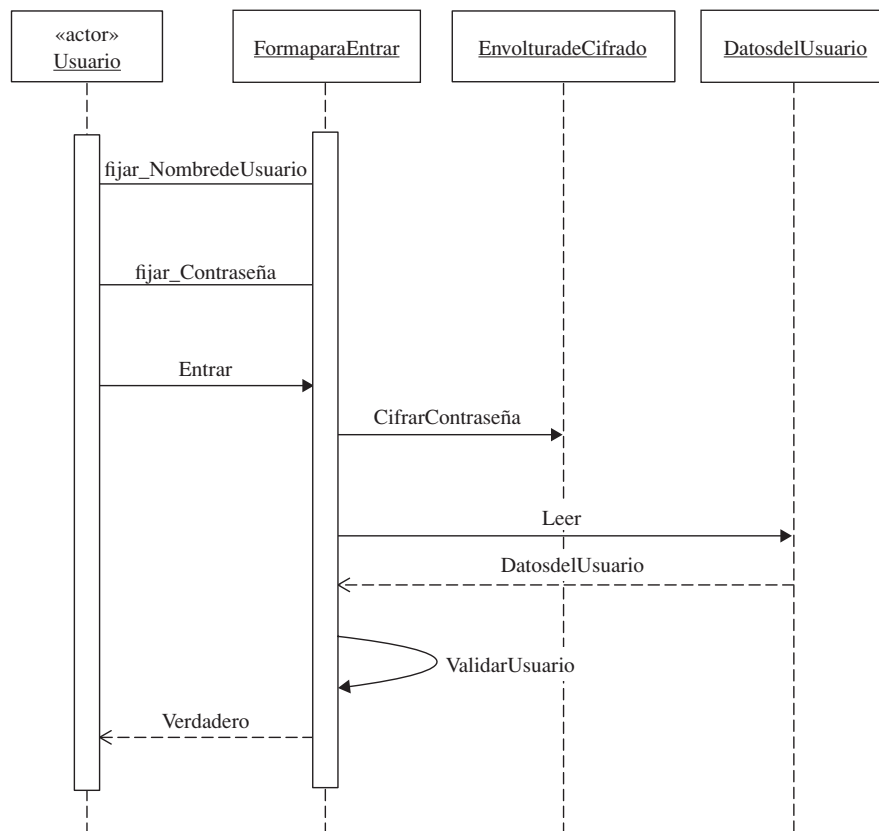 «actor»
Usuario
FormaparaEntrar
EnvolturadeCifrado
DatosdelUsuario
fijar_NombredeUsuario
fijar_Contraseña
Entrar
CifrarContraseña
Leer
DatosdelUsuario
ValidarUsuario
Verdadero